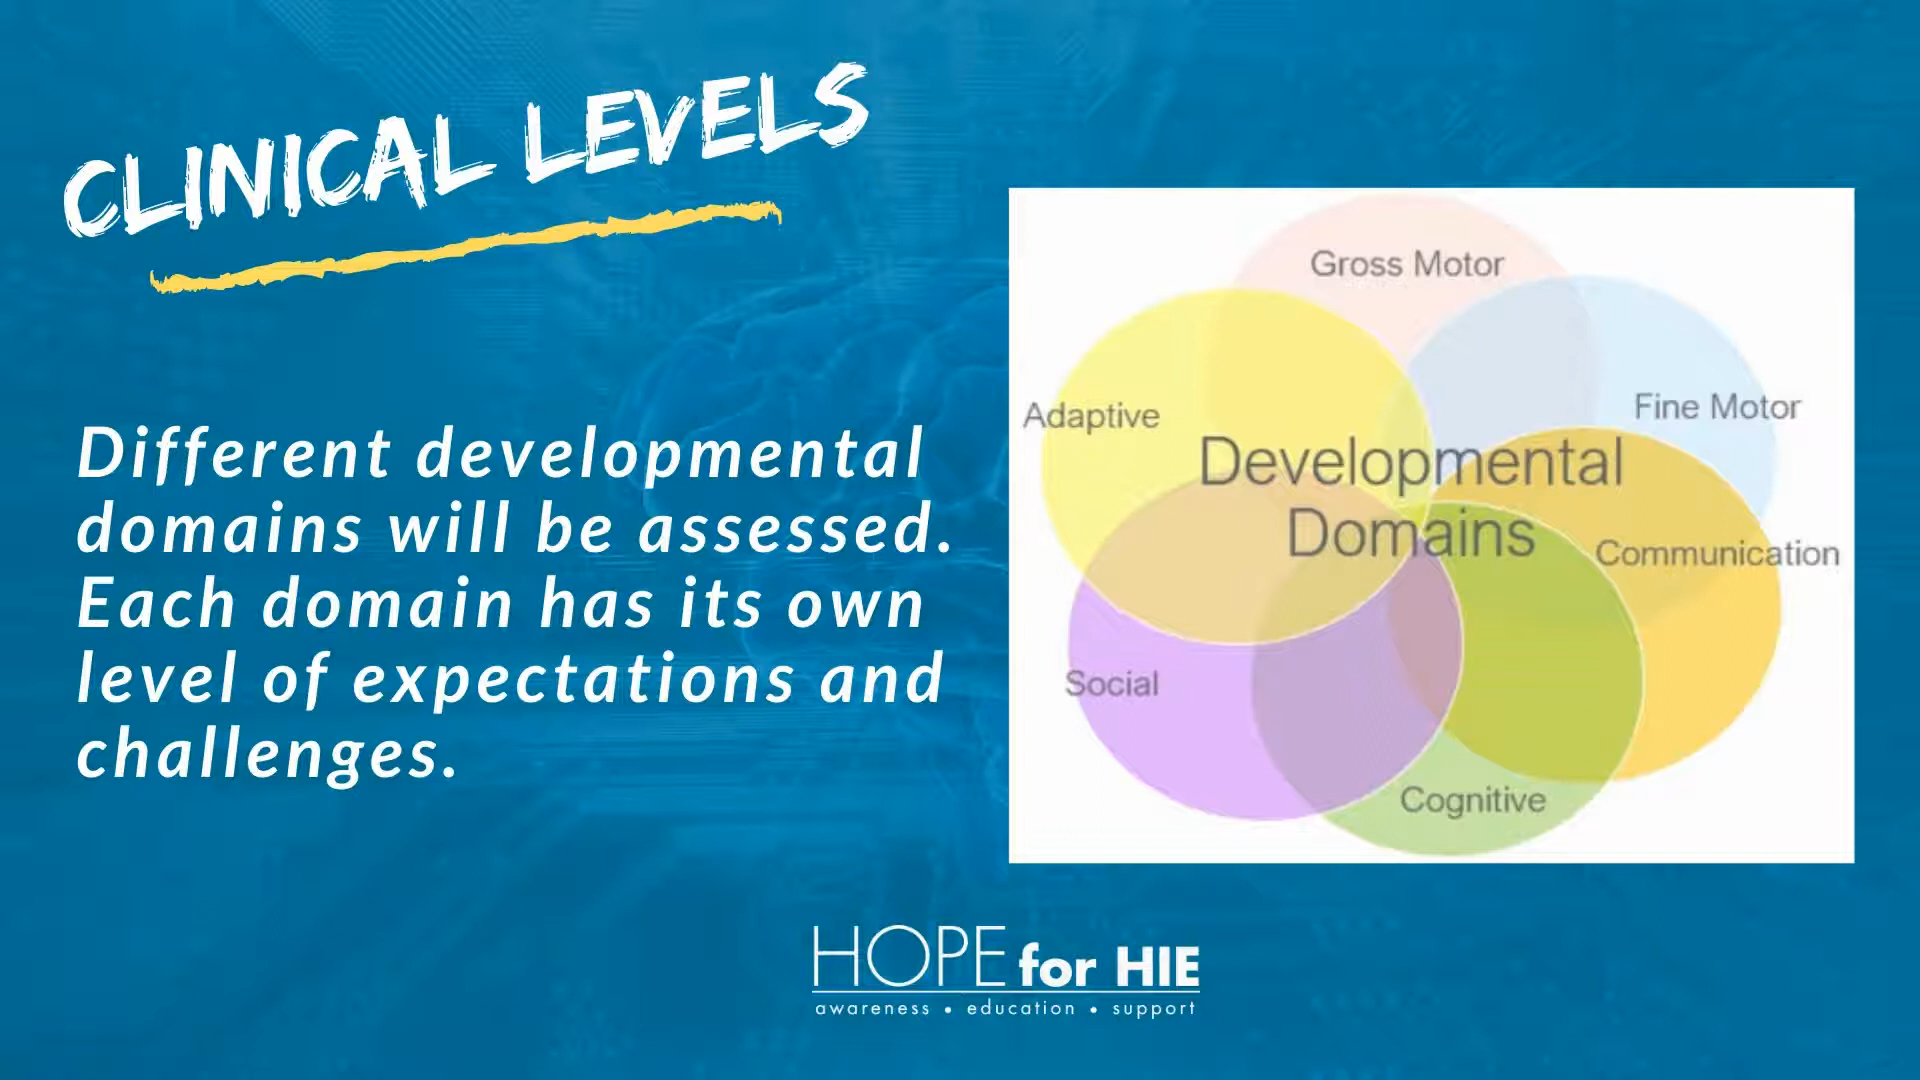 CLINICAL LEVELS
Different developmental
domains will be assessed.
Each domain has its own
level of expectations and
challenges.
Gross Motor
Fine Motor
Adaptive
Developmental
Domains
Communication
Social
Cognitive
HOPE for HIE
awareness • education • support